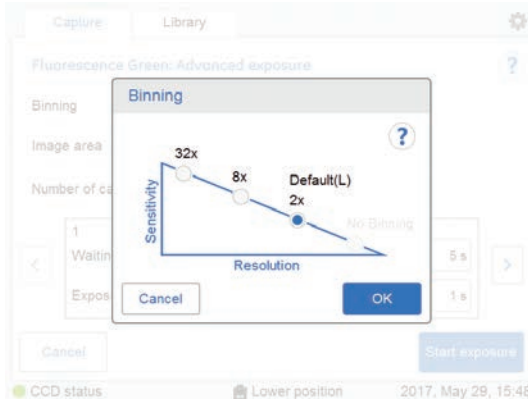 Capture Library
Fluorescence Green: Advanced exposure
?
Binning
Binning
?
Image area
32x
8x
Default(L)
2x
No Binning
Number of ca
Sensitivity
Resolution
1
Waitin
5 s
<
>
Expos
1 s
Cancel
OK
Cancel
Start exposure
CCD status
Lower position
2017, May 29, 15:48